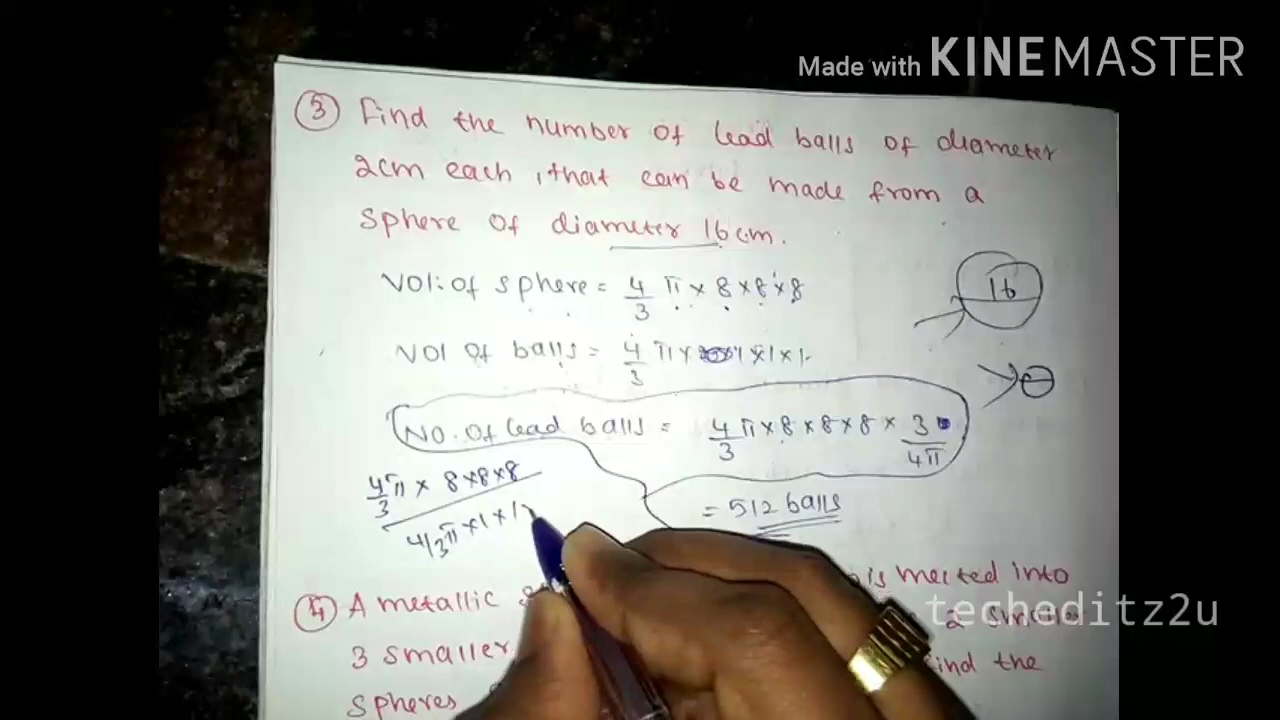 Made with KINEMASTER
③ Find the number of lead balls of diameter
2cm each, that can be made from a
sphere of diameter 16cm.
Vol: of sphere = 4/3 π × 8 × 8 × 8
16
Vol of balls = 4/3 π × 1 × 1 × 1.
No. of lead balls = 4/3 π × 8 × 8 × 8 × 3/4π
4/3 π × 8 × 8 × 8
4/3 π × 1 × 1
= 512 balls
is melted into
④ A metallic
techeditz2u
2 smaller
3 smaller
find the
spheres